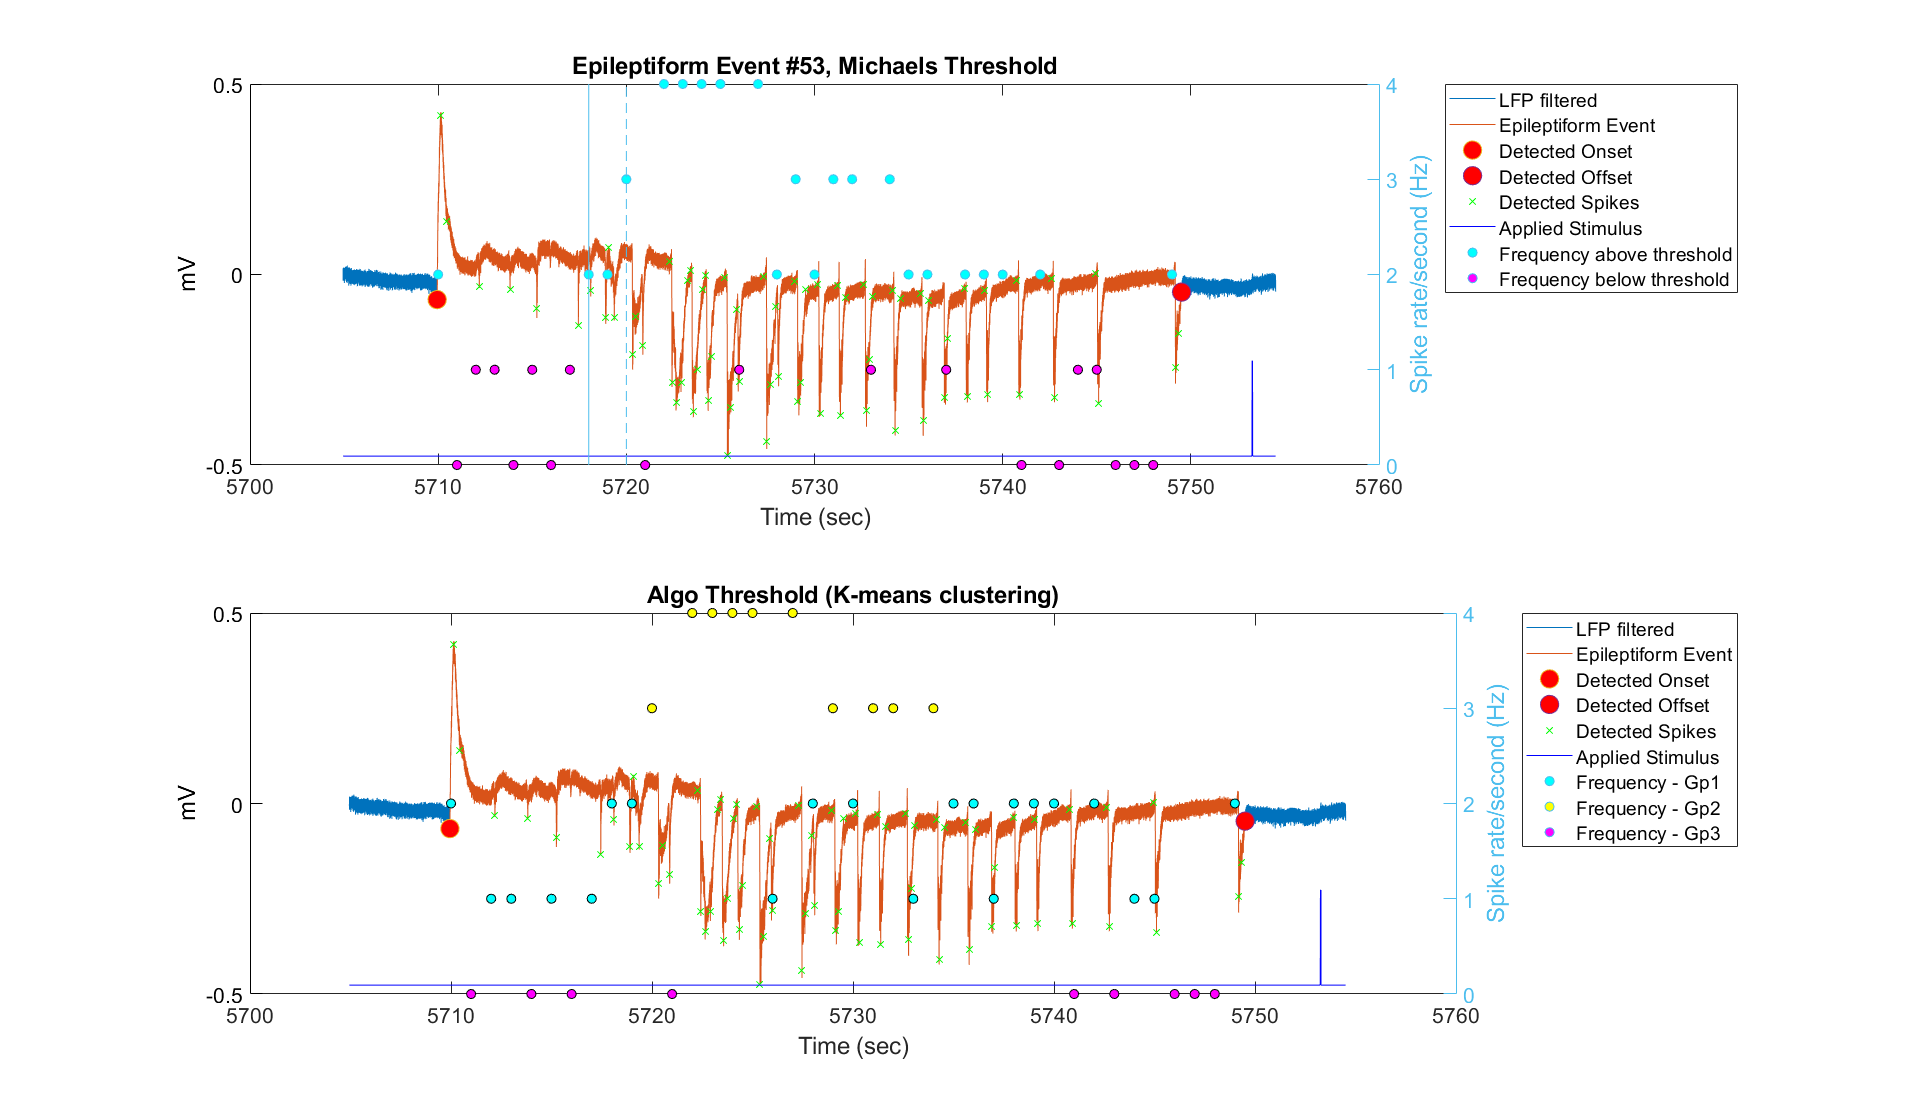 Epileptiform Event #53, Michaels Threshold
0.5
0
-0.5
mV
4
3
2
1
0
Spike rate/second (Hz)
5700 5710 5720 5730 5740 5750 5760
Time (sec)
LFP filtered
Epileptiform Event
Detected Onset
Detected Offset
Detected Spikes
Applied Stimulus
Frequency above threshold
Frequency below threshold
Algo Threshold (K-means clustering)
0.5
0
-0.5
mV
4
3
2
1
0
Spike rate/second (Hz)
5700 5710 5720 5730 5740 5750 5760
Time (sec)
LFP filtered
Epileptiform Event
Detected Onset
Detected Offset
Detected Spikes
Applied Stimulus
Frequency - Gp1
Frequency - Gp2
Frequency - Gp3